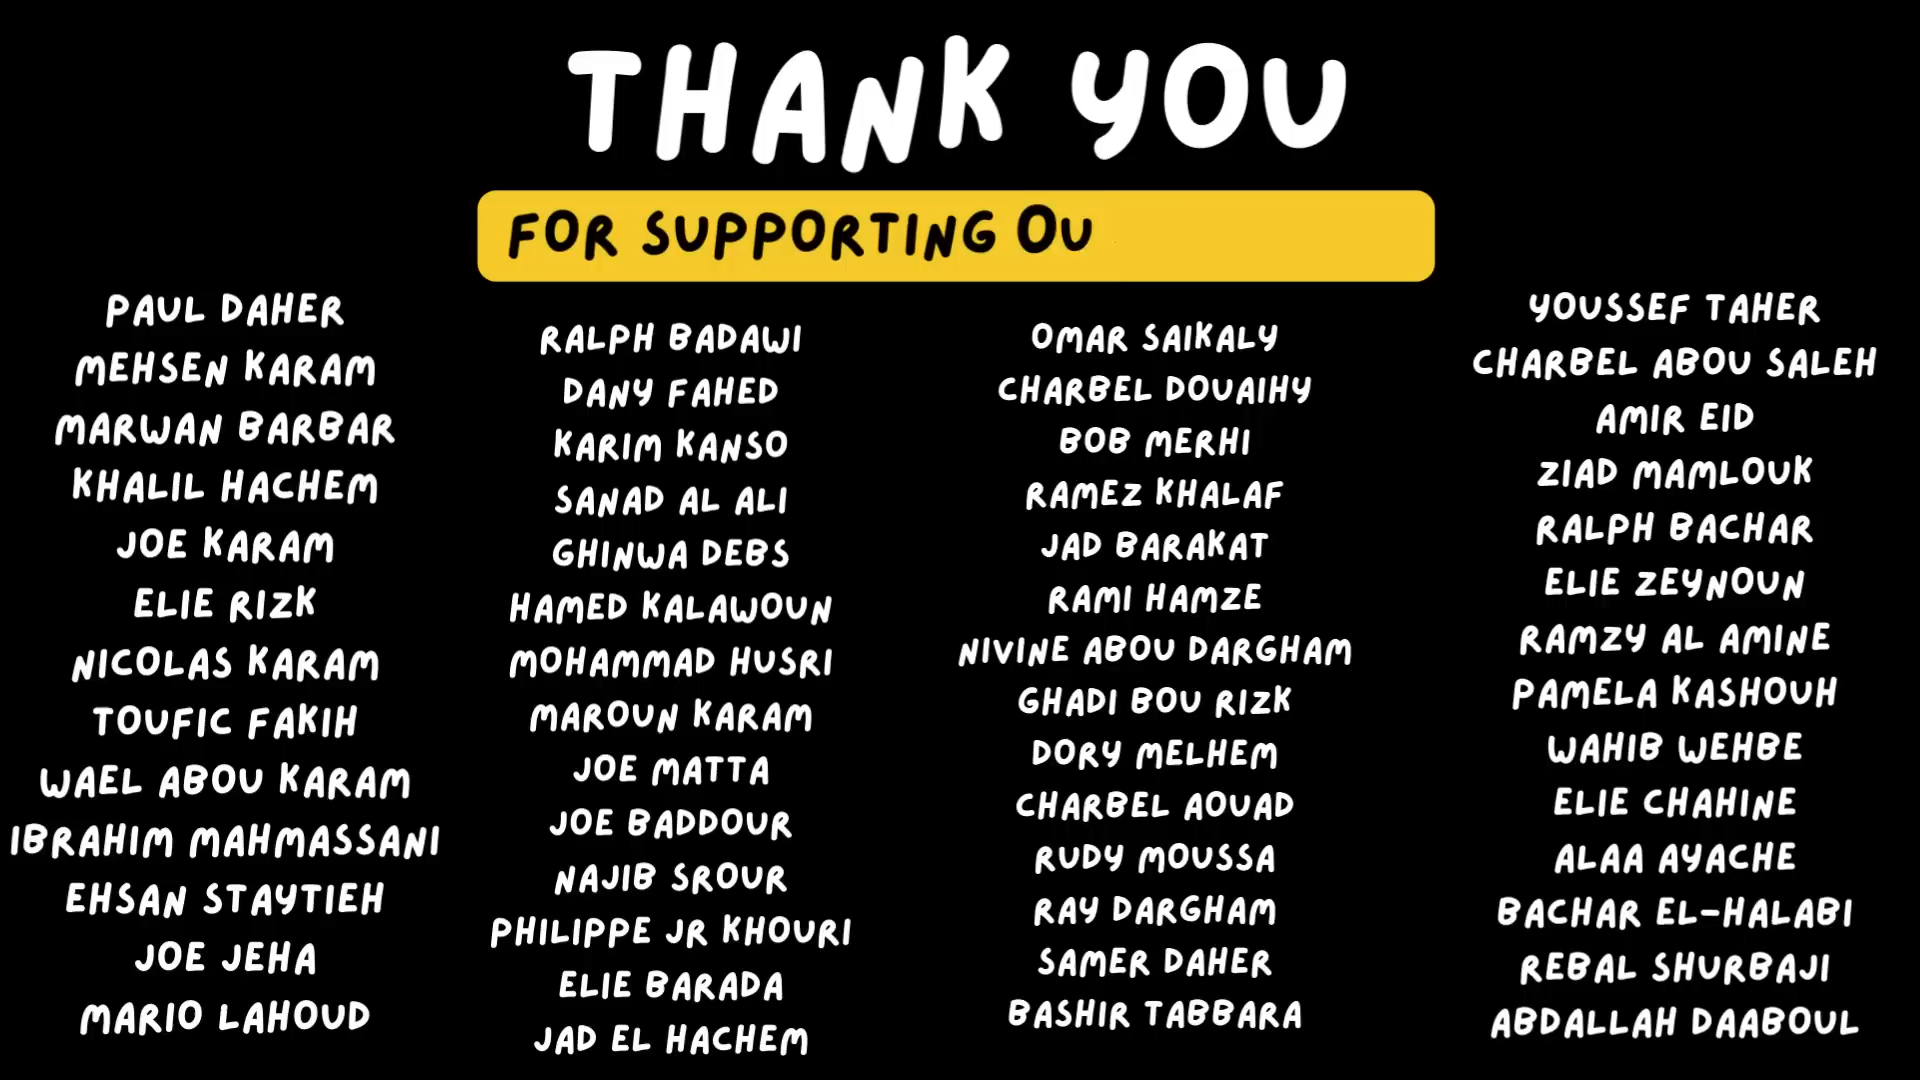 THANK YOU
FOR SUPPORTING OU
PAUL DAHER
MEHSEN KARAM
MARWAN BARBAR
KHALIL HACHEM
JOE KARAM
ELIE RIZK
NICOLAS KARAM
TOUFIC FAKIH
WAEL ABOU KARAM
IBRAHIM MAHMASSANI
EHSAN STAYTIEH
JOE JEHA
MARIO LAHOUD
RALPH BADAWI
DANY FAHED
KARIM KANSO
SANAD AL ALI
GHINWA DEBS
HAMED KALAWOUN
MOHAMMAD HUSRI
MAROUN KARAM
JOE MATTA
JOE BADDOUR
NAJIB SROUR
PHILIPPE JR KHOURI
ELIE BARADA
JAD EL HACHEM
OMAR SAIKALY
CHARBEL DOUAIHY
BOB MERHI
RAMEZ KHALAF
JAD BARAKAT
RAMI HAMZE
NIVINE ABOU DARGHAM
GHADI BOU RIZK
DORY MELHEM
CHARBEL AOUAD
RUDY MOUSSA
RAY DARGHAM
SAMER DAHER
BASHIR TABBARA
YOUSSEF TAHER
CHARBEL ABOU SALEH
AMIR EID
ZIAD MAMLOUK
RALPH BACHAR
ELIE ZEYNOUN
RAMZY AL AMINE
PAMELA KASHOUH
WAHIB WEHBE
ELIE CHAHINE
ALAA AYACHE
BACHAR EL-HALABI
REBAL SHURBAJI
ABDALLAH DAABOUL